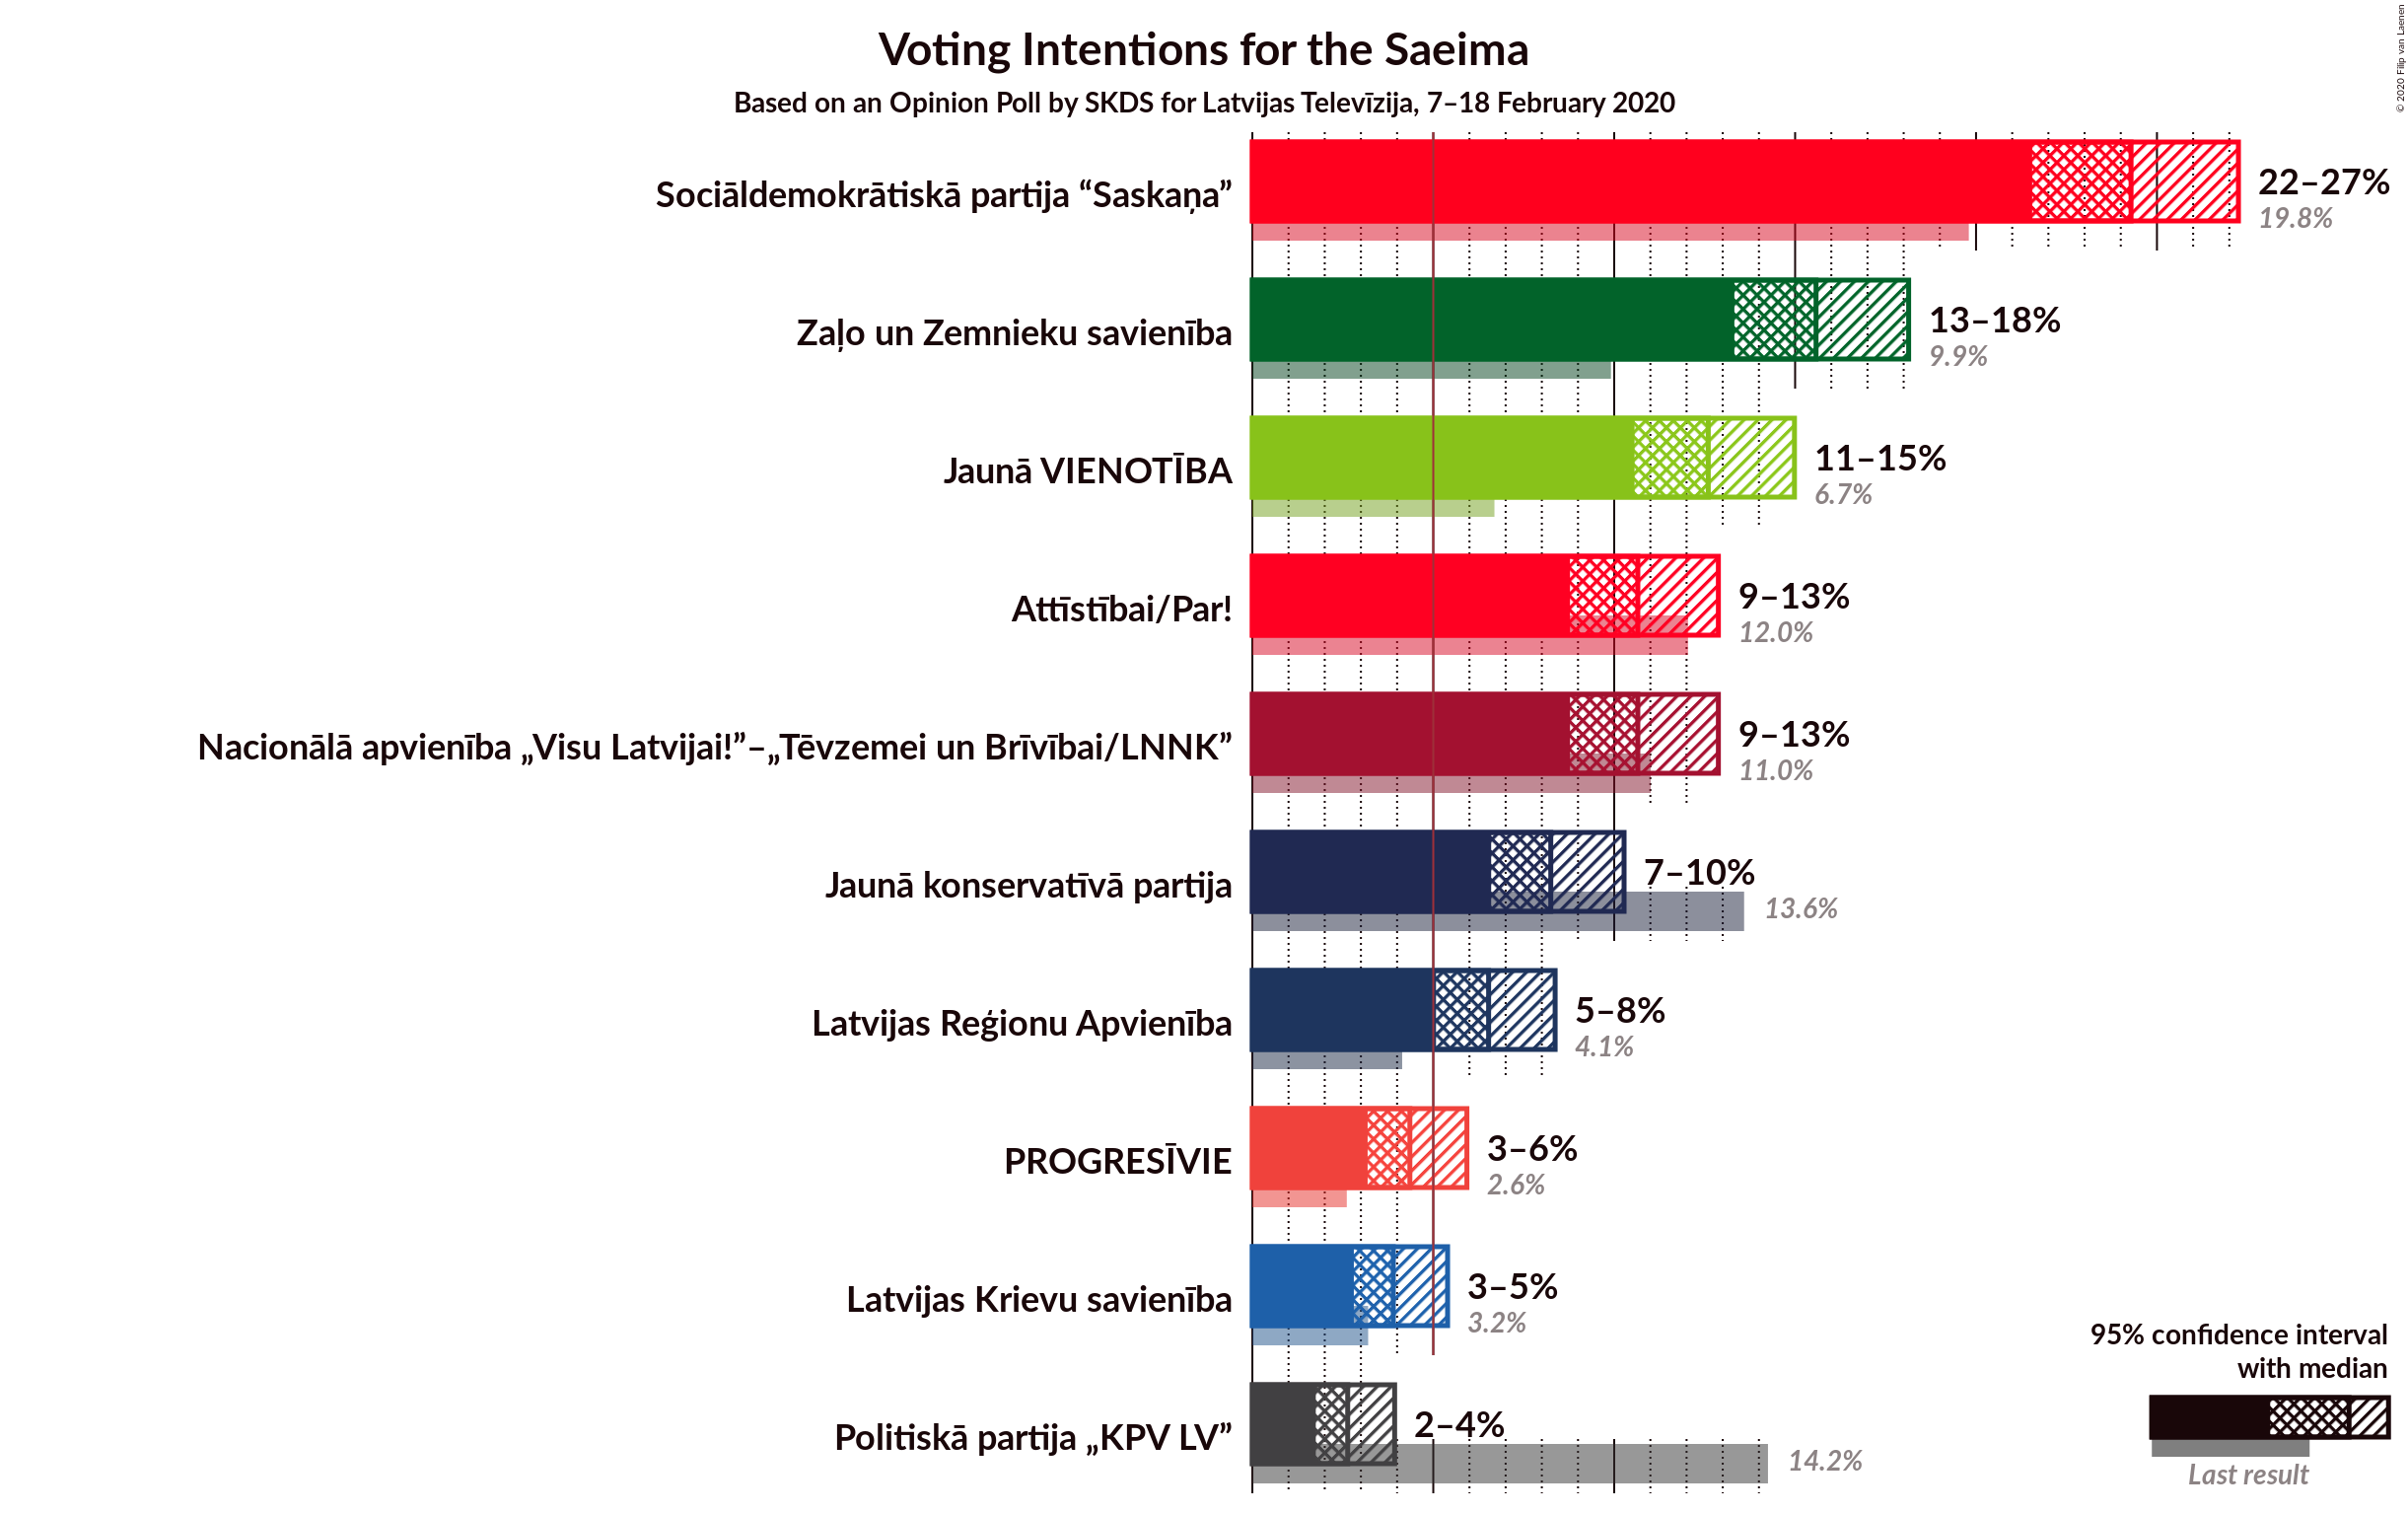 Voting Intentions for the Saeima
Based on an Opinion Poll by SKDS for Latvijas Televīzija, 7–18 February 2020
© 2020 Filip van Laenen
Sociāldemokrātiskā partija “Saskaņa”
22–27%
19.8%
Zaļo un Zemnieku savienība
13–18%
9.9%
Jaunā VIENOTĪBA
11–15%
6.7%
Attīstībai/Par!
9–13%
12.0%
Nacionālā apvienība „Visu Latvijai!”–„Tēvzemei un Brīvībai/LNNK”
9–13%
11.0%
Jaunā konservatīvā partija
7–10%
13.6%
Latvijas Reģionu Apvienība
5–8%
4.1%
PROGRESĪVIE
3–6%
2.6%
Latvijas Krievu savienība
3–5%
3.2%
Politiskā partija „KPV LV”
2–4%
14.2%
95% confidence interval
with median
Last result